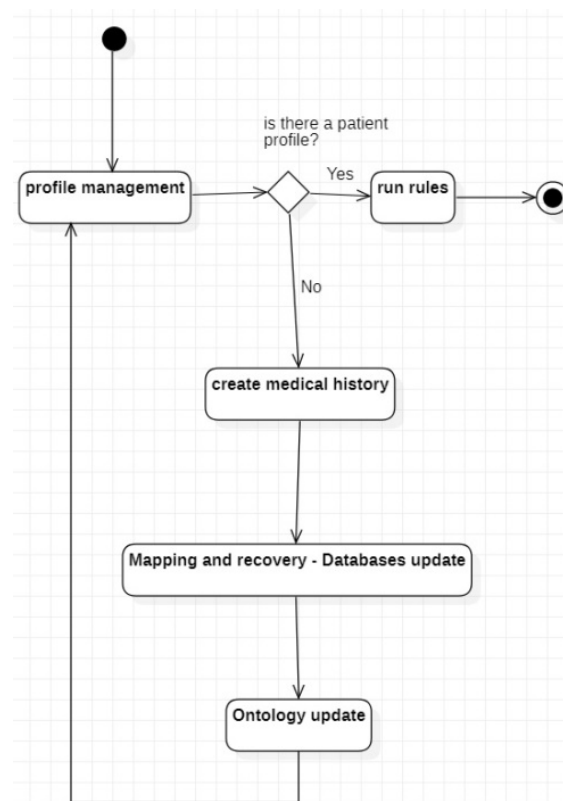 is there a patient
profile?
profile management
Yes
run rules
No
create medical history
Mapping and recovery - Databases update
Ontology update